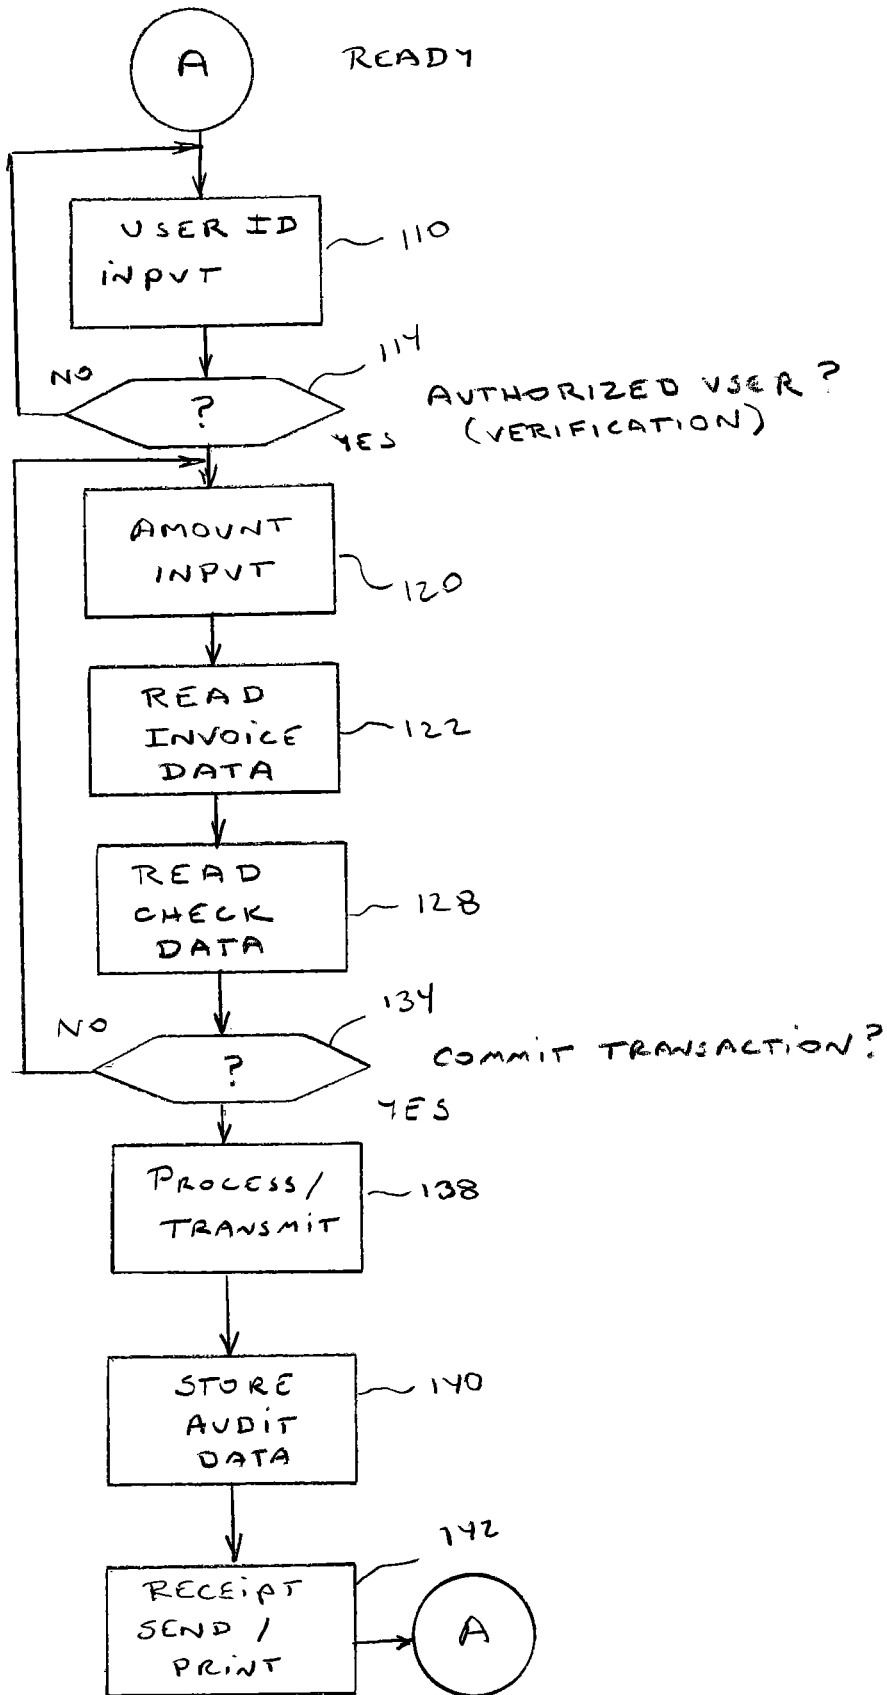 A
READY
USER ID
INPUT
110
NO
114
?
AUTHORIZED USER?
YES
(VERIFICATION)
AMOUNT
INPUT
120
READ
INVOICE
DATA
122
READ
CHECK
DATA
128
NO
134
?
COMMIT TRANSACTION?
YES
PROCESS/
TRANSMIT
138
STORE
AUDIT
DATA
140
142
RECEIPT
SEND /
PRINT
A